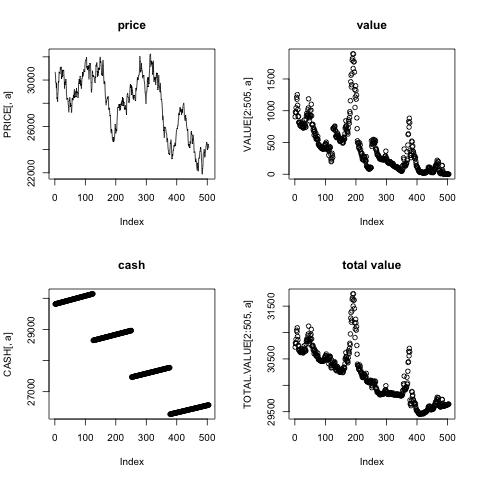 price
PRICE[, a]
22000 26000 30000
0 100 200 300 400 500
Index
value
VALUE[2:505, a]
0 500 1000 1500
0 100 200 300 400 500
Index
cash
CASH[, a]
27000 29000
0 100 200 300 400 500
Index
total value
TOTAL.VALUE[2:505, a]
29500 30500 31500
0 100 200 300 400 500
Index